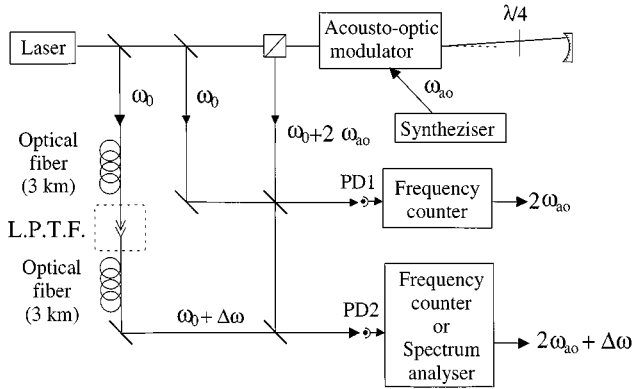 λ/4
Laser
Acousto-optic
modulator
ω₀
ω₀
ω₀+2 ωₐₒ
ωₐₒ
Syntheziser
Optical
fiber
(3 km)
L.P.T.F.
Optical
fiber
(3 km)
PD1
Frequency
counter
2ωₐₒ
ω₀ + Δω
PD2
Frequency
counter
or
Spectrum
analyser
2ωₐₒ + Δω